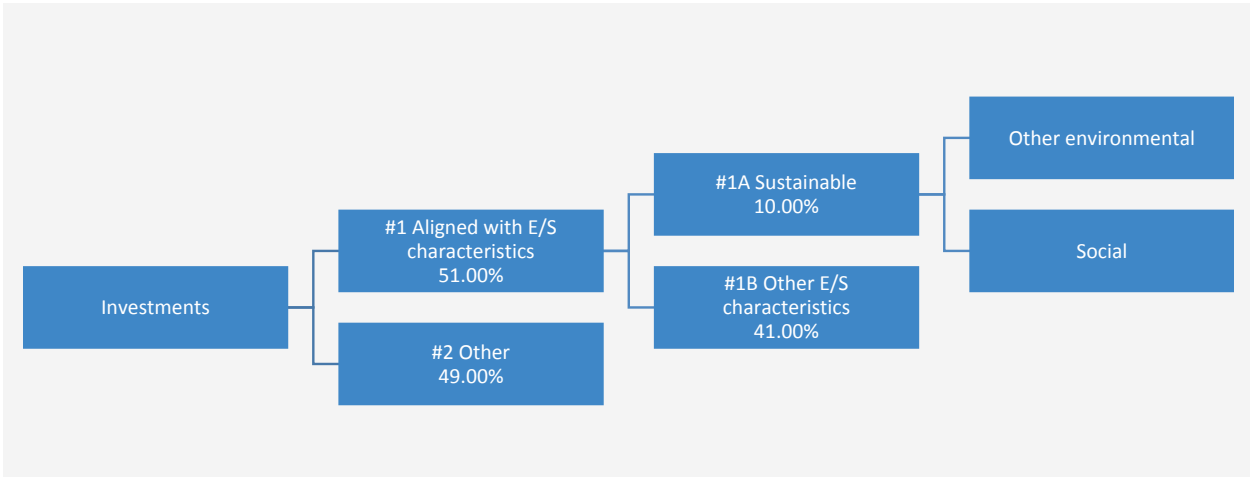 Investments
#1 Aligned with E/S
characteristics
51.00%
#2 Other
49.00%
#1A Sustainable
10.00%
#1B Other E/S
characteristics
41.00%
Other environmental
Social